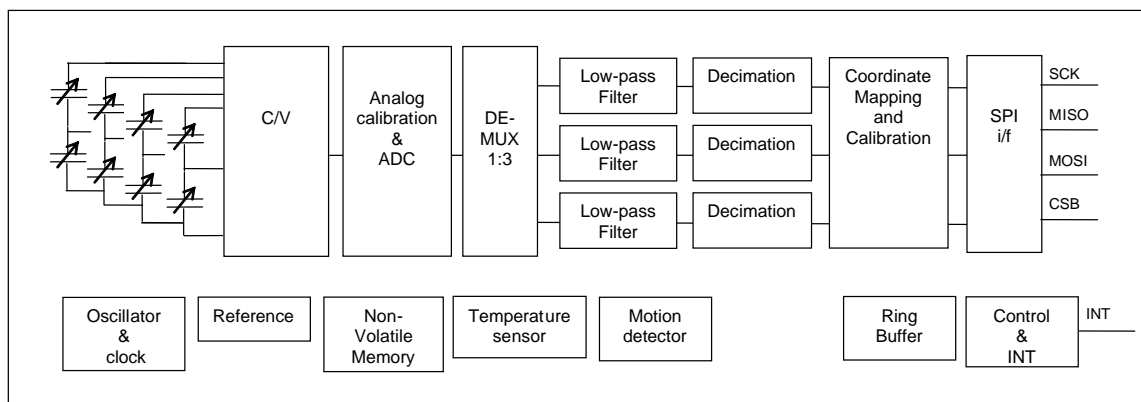 C/V
Analog
calibration
&
ADC
DE-
MUX
1:3
Low-pass
Filter
Decimation
Low-pass
Filter
Decimation
Low-pass
Filter
Decimation
Coordinate
Mapping
and
Calibration
SPI
i/f
SCK
MISO
MOSI
CSB
Oscillator
&
clock
Reference
Non-
Volatile
Memory
Temperature
sensor
Motion
detector
Ring
Buffer
Control
&
INT
INT